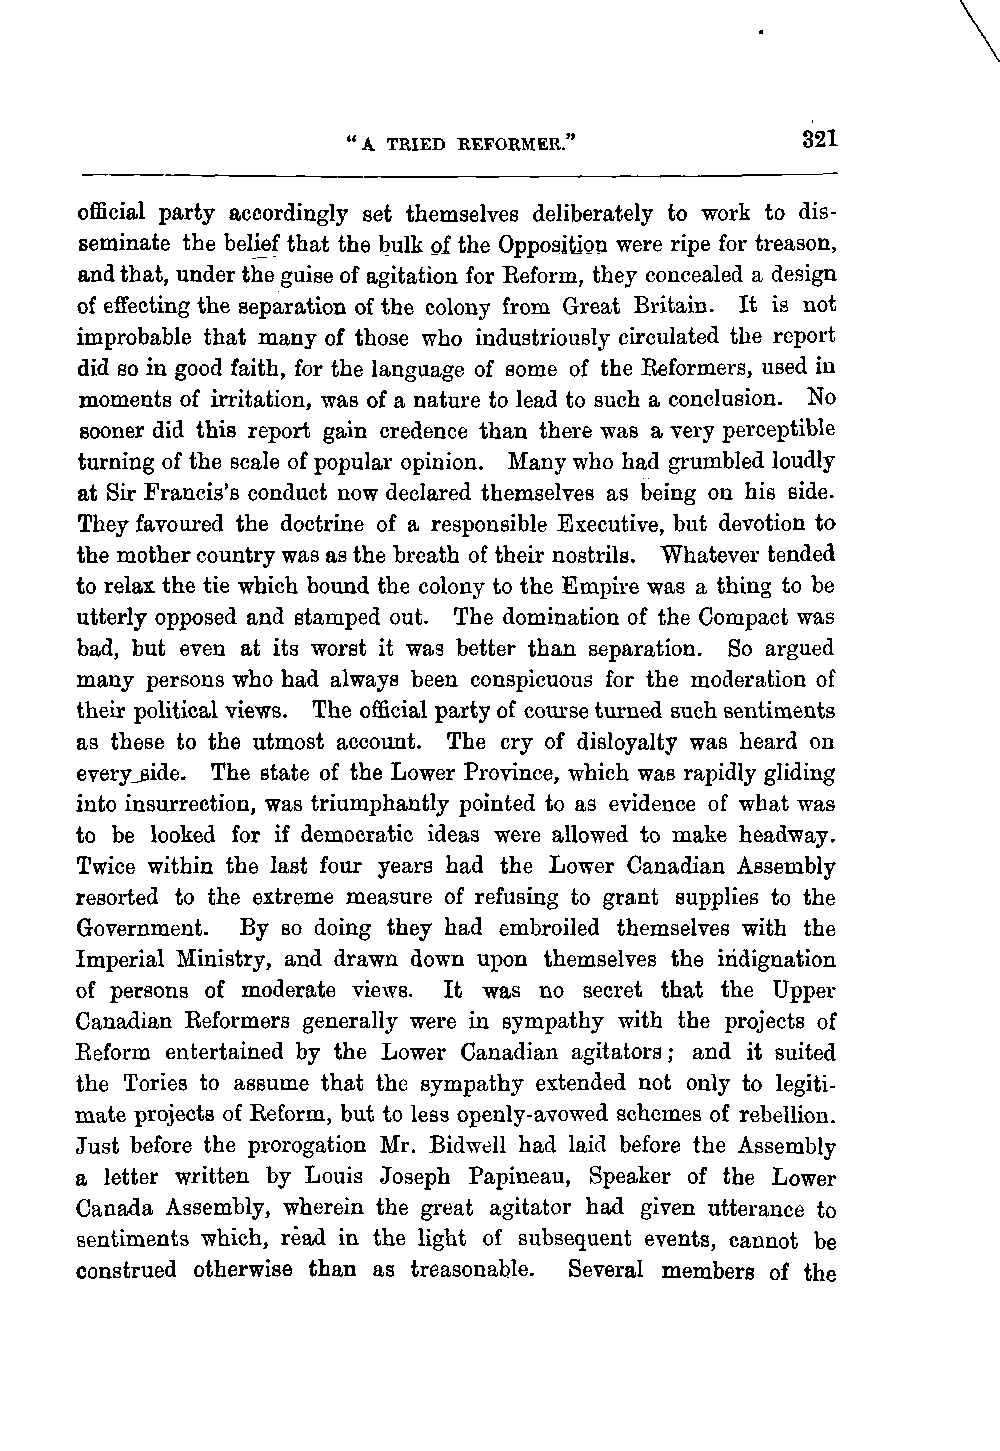 "A TRIED REFORMER." 321
official party accordingly set themselves deliberately to work to dis-
seminate the belief that the bulk of the Opposition were ripe for treason,
and that, under the guise of agitation for Reform, they concealed a design
of effecting the separation of the colony from Great Britain. It is not
improbable that many of those who industriously circulated the report
did so in good faith, for the language of some of the Reformers, used in
moments of irritation, was of a nature to lead to such a conclusion. No
sooner did this report gain credence than there was a very perceptible
turning of the scale of popular opinion. Many who had grumbled loudly
at Sir Francis's conduct now declared themselves as being on his side.
They favoured the doctrine of a responsible Executive, but devotion to
the mother country was as the breath of their nostrils. Whatever tended
to relax the tie which bound the colony to the Empire was a thing to be
utterly opposed and stamped out. The domination of the Compact was
bad, but even at its worst it was better than separation. So argued
many persons who had always been conspicuous for the moderation of
their political views. The official party of course turned such sentiments
as these to the utmost account. The cry of disloyalty was heard on
every side. The state of the Lower Province, which was rapidly gliding
into insurrection, was triumphantly pointed to as evidence of what was
to be looked for if democratic ideas were allowed to make headway.
Twice within the last four years had the Lower Canadian Assembly
resorted to the extreme measure of refusing to grant supplies to the
Government. By so doing they had embroiled themselves with the
Imperial Ministry, and drawn down upon themselves the indignation
of persons of moderate views. It was no secret that the Upper
Canadian Reformers generally were in sympathy with the projects of
Reform entertained by the Lower Canadian agitators; and it suited
the Tories to assume that the sympathy extended not only to legiti-
mate projects of Reform, but to less openly-avowed schemes of rebellion.
Just before the prorogation Mr. Bidwell had laid before the Assembly
a letter written by Louis Joseph Papineau, Speaker of the Lower
Canada Assembly, wherein the great agitator had given utterance to
sentiments which, read in the light of subsequent events, cannot be
construed otherwise than as treasonable. Several members of the